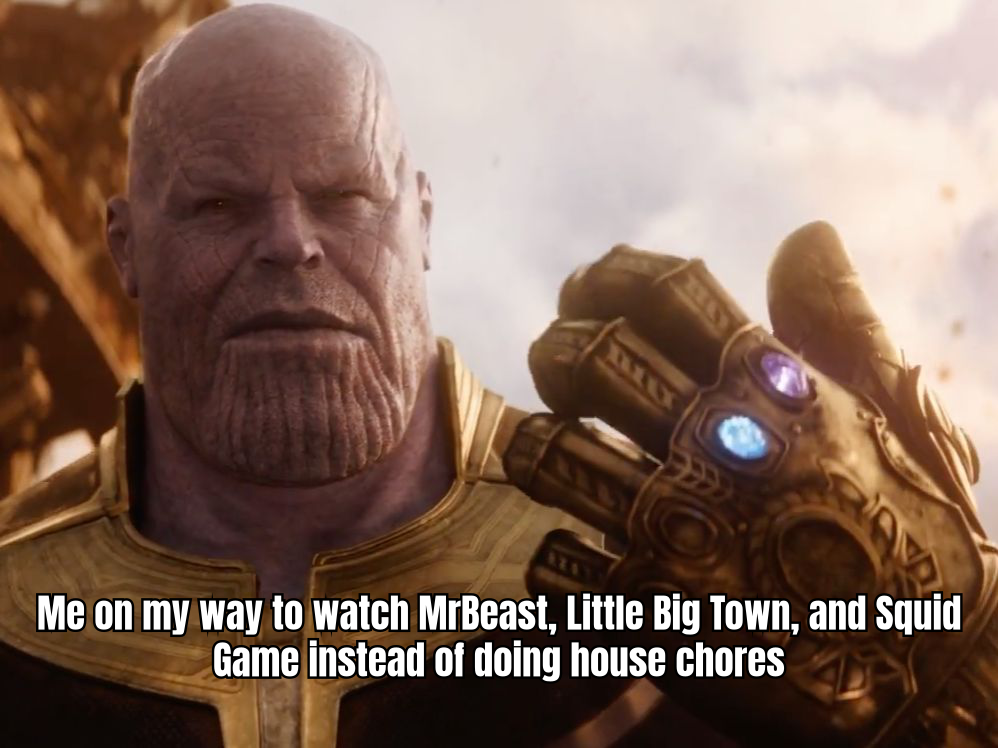 Me on my way to watch MrBeast, Little Big Town, and Squid
Game instead of doing house chores